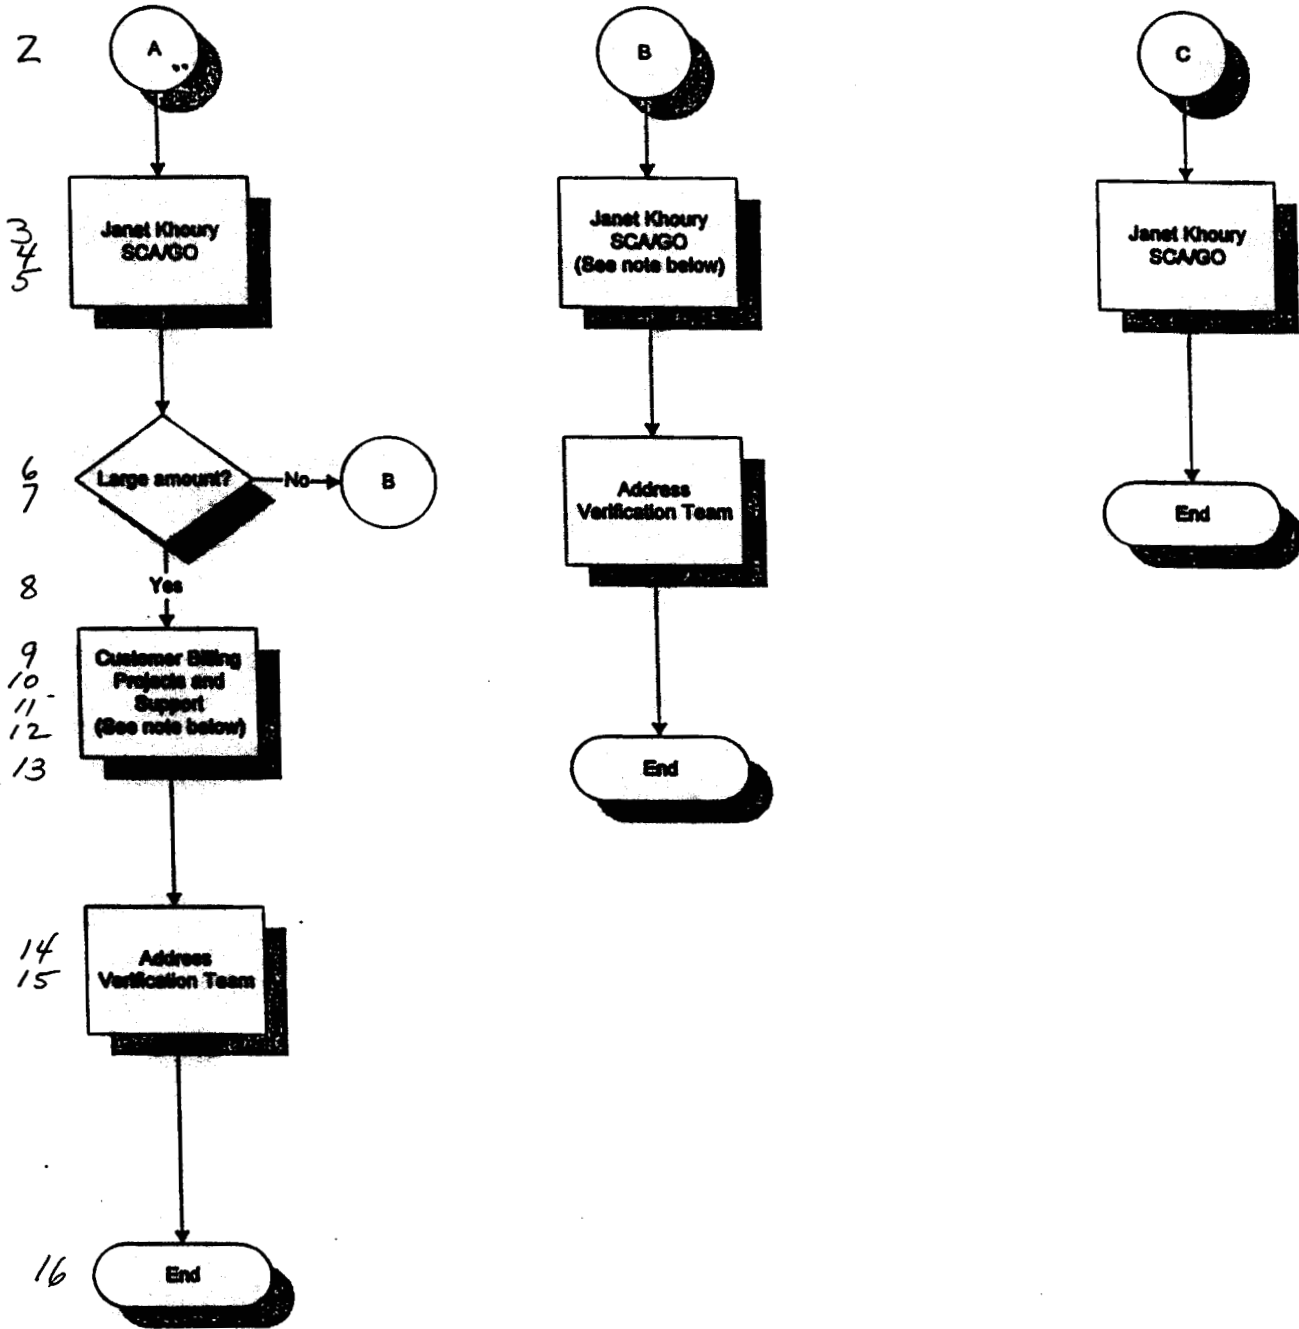 2
A
B
C
3
4
5
Janet Khoury
SCA/GO
Janet Khoury
SCA/GO
(See note below)
Janet Khoury
SCA/GO
6
7
Large amount?
No
B
Address
Verification Team
End
8
Yes
9
10
11
12
13
Customer Billing
Projects and
Support
(See note below)
End
14
15
Address
Verification Team
16
End